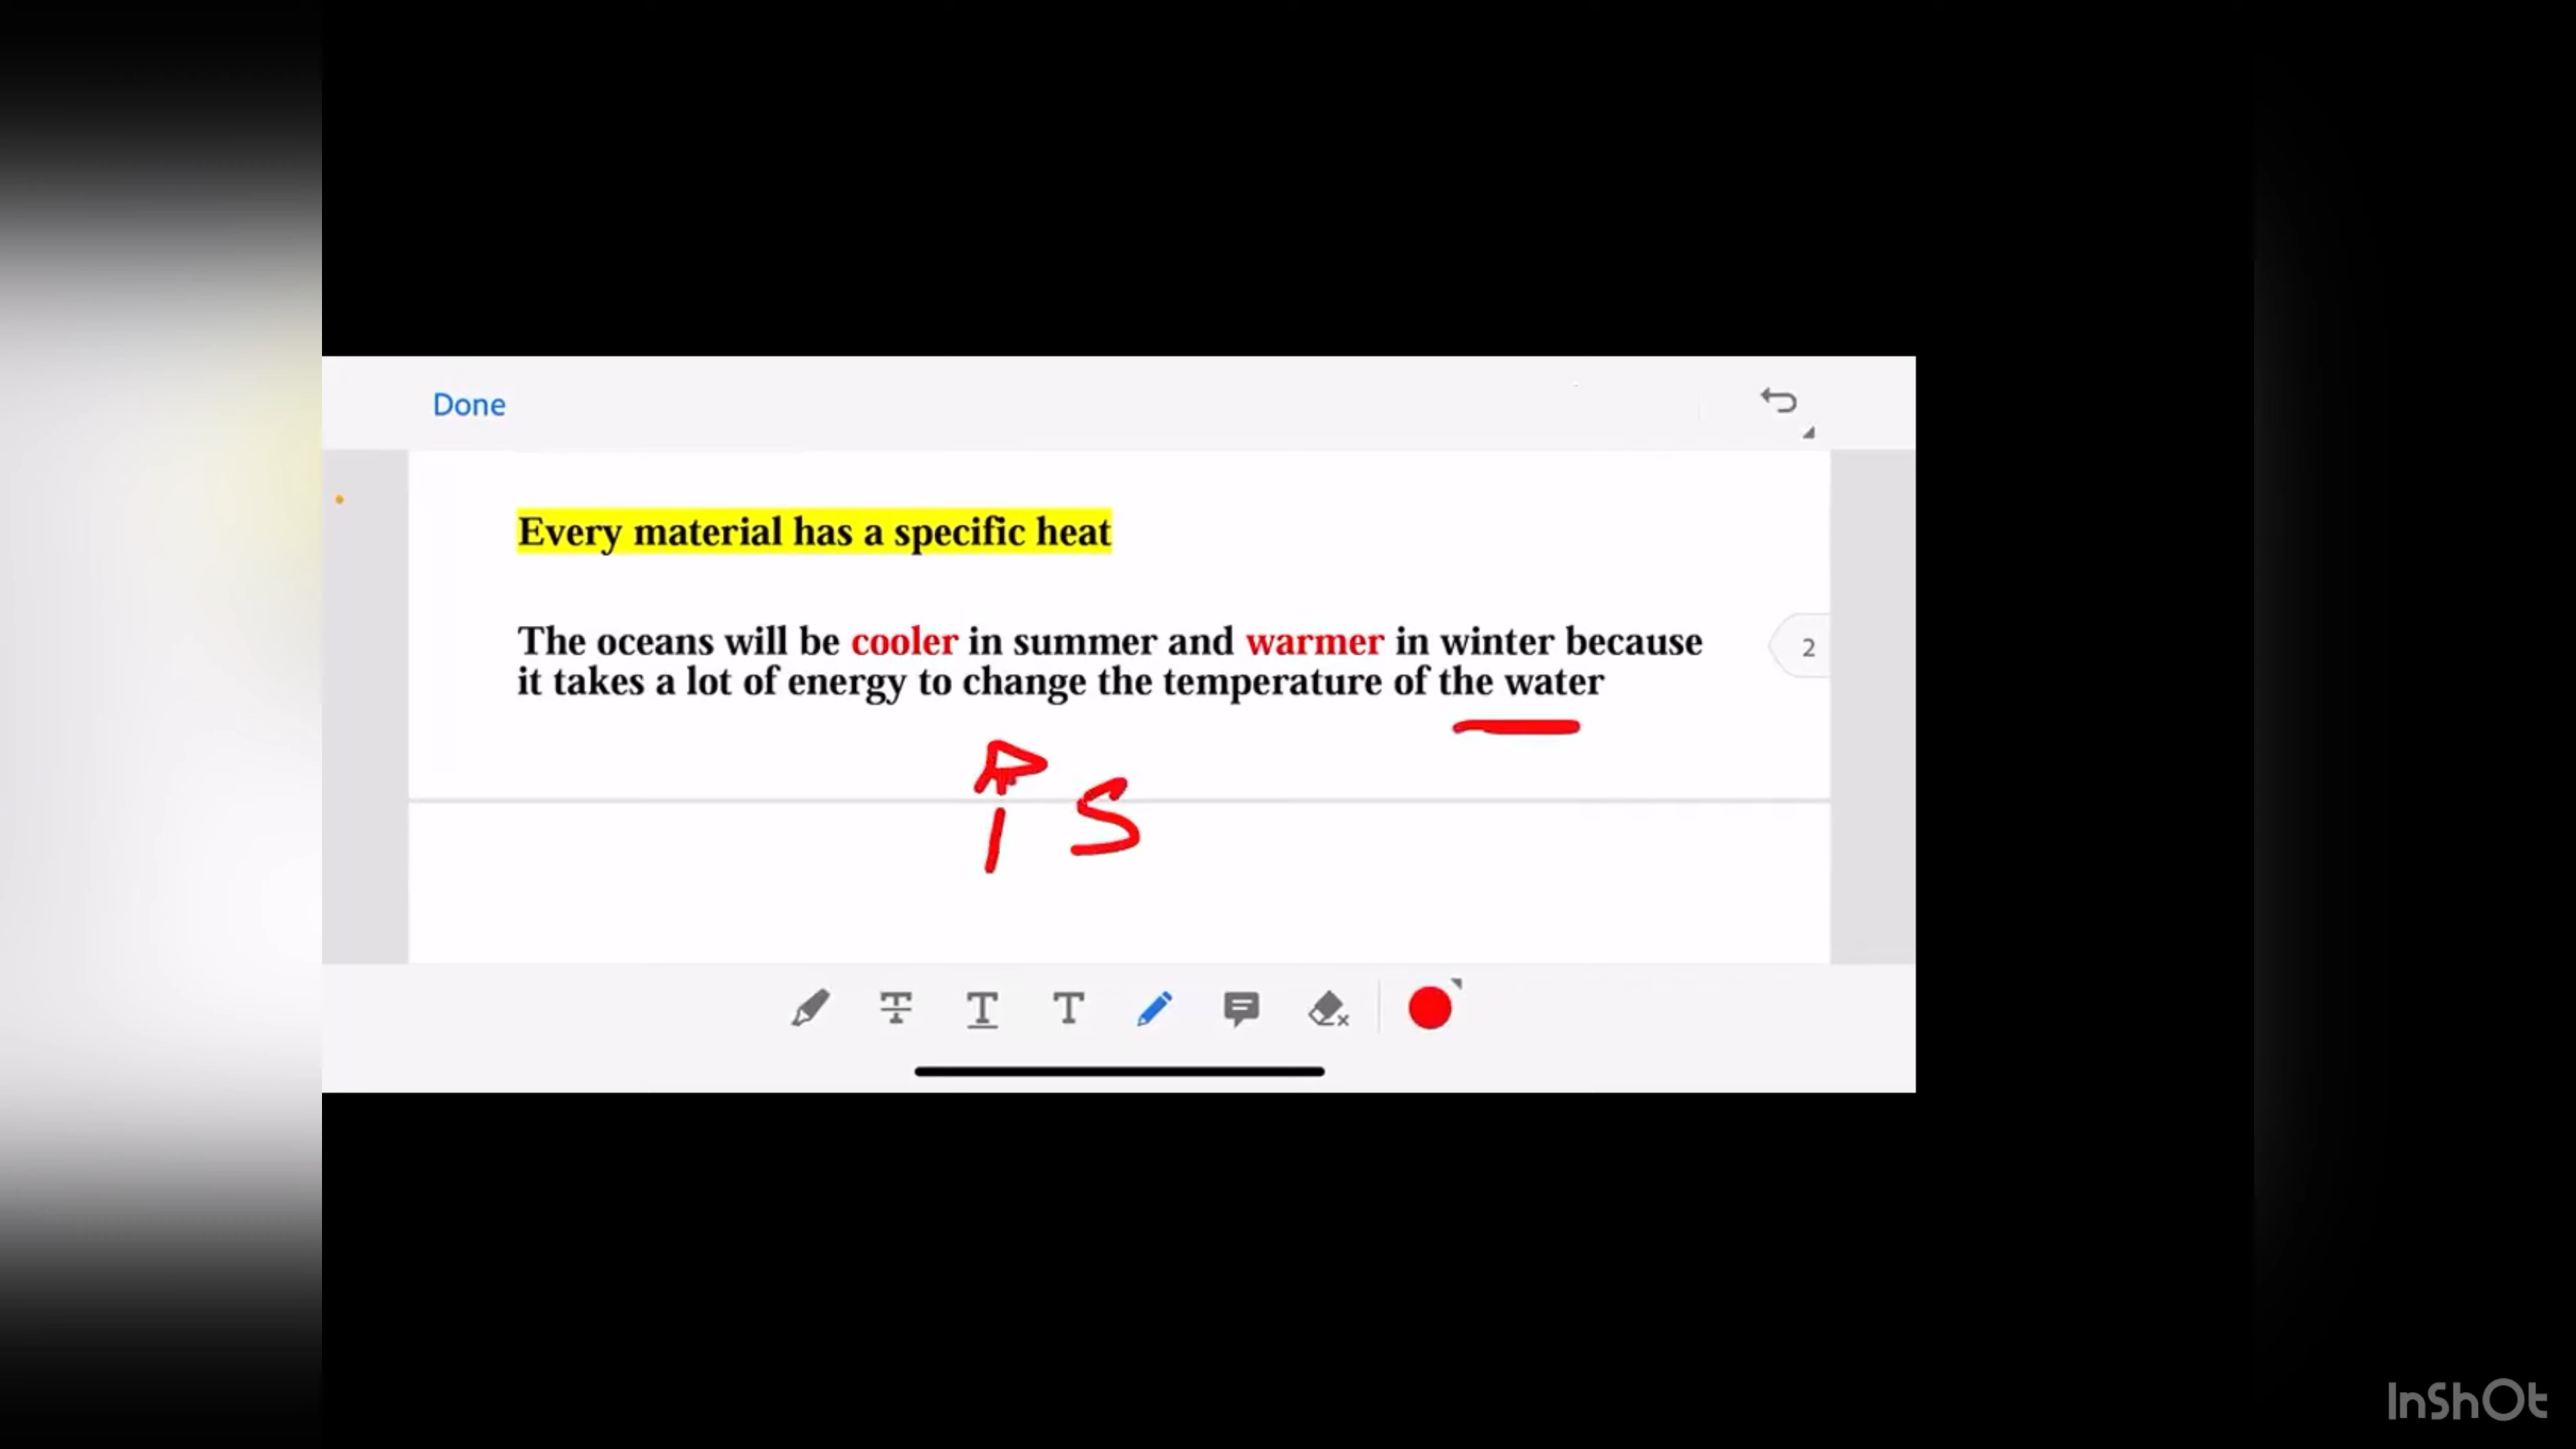 Done
Every material has a specific heat
The oceans will be cooler in summer and warmer in winter because
it takes a lot of energy to change the temperature of the water
2
S
InShOt